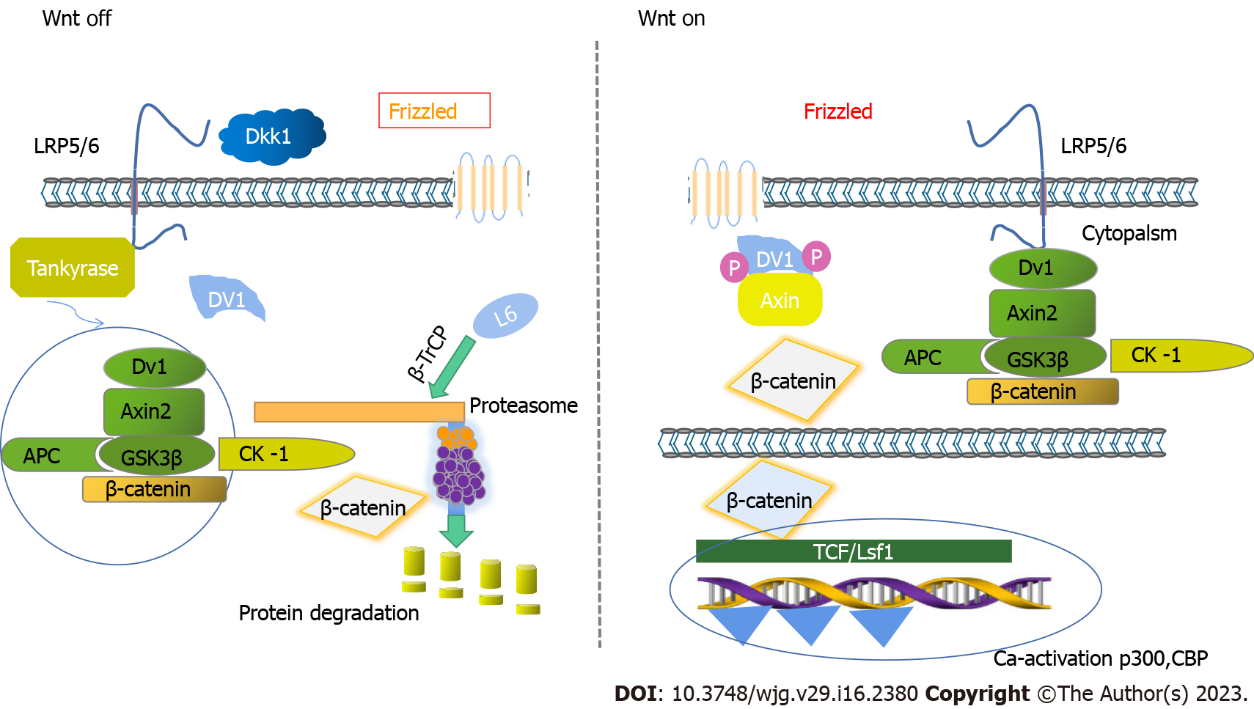 Wnt off
Wnt on
Frizzled
Dkk1
LRP5/6
Tankyrase
DV1
L6
β-TrCP
Dv1
Axin2
Proteasome
APC
GSK3β
CK -1
β-catenin
β-catenin
Protein degradation
Frizzled
LRP5/6
Cytopalsm
P
DV1
P
Axin
Dv1
Axin2
APC
GSK3β
CK -1
β-catenin
β-catenin
β-catenin
TCF/Lsf1
Ca-activation p300,CBP
DOI: 10.3748/wjg.v29.i16.2380 Copyright ©The Author(s) 2023.